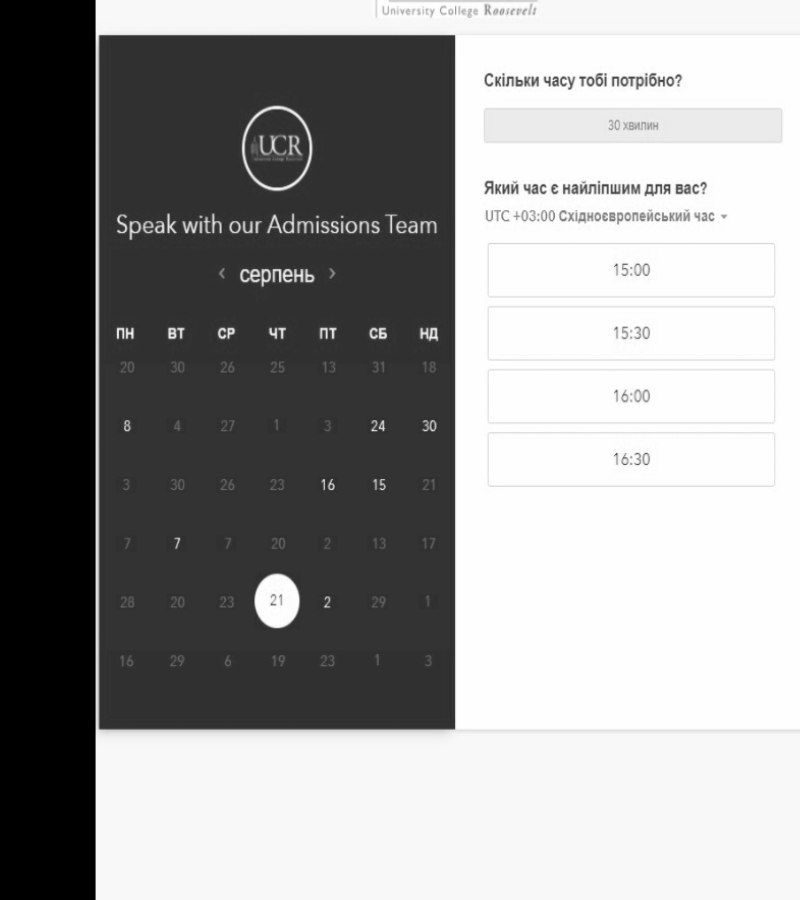 University College Roosevelt
UCR
Speak with our Admissions Team
‹ серпень ›
ПН ВТ СР ЧТ ПТ СБ НД
20 30 26 25 13 31 18
8 4 27 1 3 24 30
3 30 26 23 16 15 21
7 7 7 20 2 13 17
28 20 23 21 2 29 1
16 29 6 19 23 1 3
Скільки часу тобі потрібно?
30 хвилин
Який час є найліпшим для вас?
UTC +03:00 Східноєвропейський час
15:00
15:30
16:00
16:30